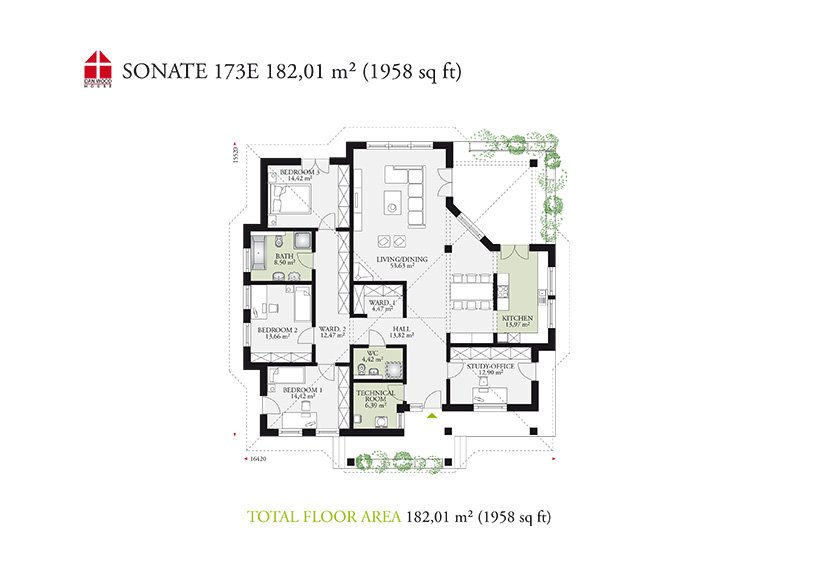 DAN WOOD
HOUSE
SONATE 173E 182,01 m² (1958 sq ft)
15520
BEDROOM 3
14,42 m²
BATH
8.50 m²
LIVING/DINING
53.63 m²
WARD. 1
4,47 m²
KITCHEN
13,97 m²
BEDROOM 2
13,66 m²
WARD. 2
12,47 m²
HALL
13,82 m²
WC
4,42 m²
STUDY-OFFICE
12.90 m²
BEDROOM 1
14,42 m²
TECHNICAL
ROOM
6,39 m²
16420
TOTAL FLOOR AREA 182,01 m² (1958 sq ft)